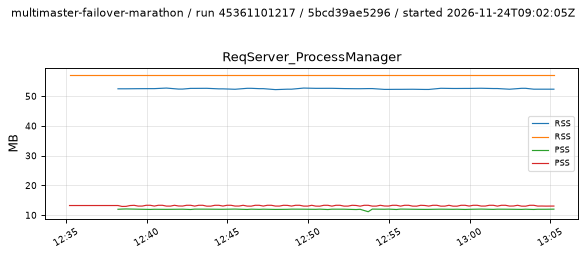 multimaster-failover-marathon / run 45361101217 / 5bcd39ae5296 / started 2026-11-24T09:02:05Z
ReqServer_ProcessManager
MB
50
40
30
20
10
RSS
RSS
PSS
PSS
12:35
12:40
12:45
12:50
12:55
13:00
13:05